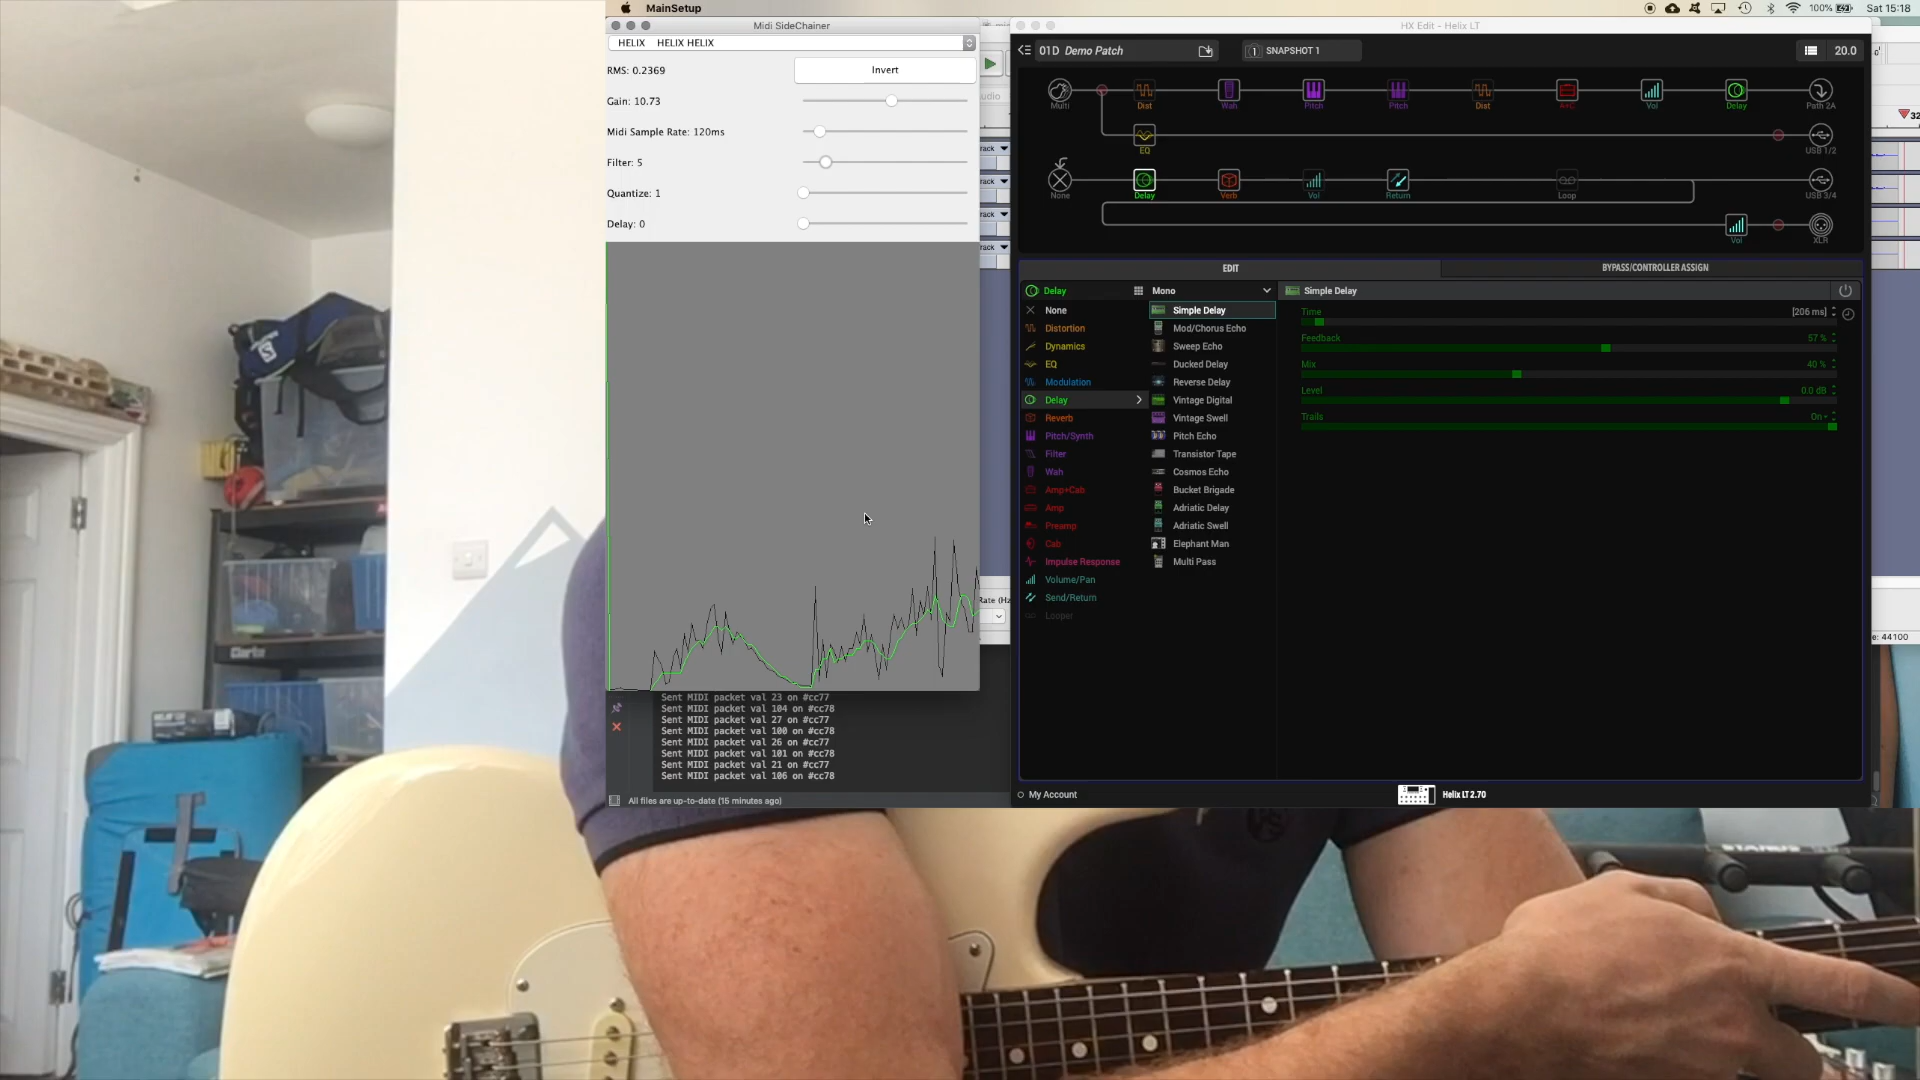 MainSetup
100%
Sat 15:18
Midi SideChainer
HELIX HELIX HELIX
RMS: 0.2369
Invert
Gain: 10.73
Midi Sample Rate: 120ms
Filter: 5
Quantize: 1
Delay: 0
HX Edit - Helix LT
01D Demo Patch
1 SNAPSHOT 1
20.0
Multi
Dist
Wah
Pitch
Pitch
Dist
A+C
Vol
Delay
Path 2A
EQ
USB 1/2
None
Delay
Verb
Vol
Return
Loop
USB 3/4
Vol
XLR
EDIT
BYPASS/CONTROLLER ASSIGN
Delay
Mono
Simple Delay
None
Distortion
Dynamics
EQ
Modulation
Delay
Reverb
Pitch/Synth
Filter
Wah
Amp+Cab
Amp
Preamp
Cab
Impulse Response
Volume/Pan
Send/Return
Looper
Simple Delay
Mod/Chorus Echo
Sweep Echo
Ducked Delay
Reverse Delay
Vintage Digital
Vintage Swell
Pitch Echo
Transistor Tape
Cosmos Echo
Bucket Brigade
Adriatic Delay
Adriatic Swell
Elephant Man
Multi Pass
Time [206 ms]
Feedback 57 %
Mix 40 %
Level 0.0 dB
Trails On
My Account
Helix LT 2.70
udio
rack
rack
rack
rack
Rate (Hz
32
e: 44100
Sent MIDI packet val 23 on #cc77
Sent MIDI packet val 104 on #cc78
Sent MIDI packet val 27 on #cc77
Sent MIDI packet val 100 on #cc78
Sent MIDI packet val 26 on #cc77
Sent MIDI packet val 101 on #cc78
Sent MIDI packet val 21 on #cc77
Sent MIDI packet val 106 on #cc78
All files are up-to-date (15 minutes ago)
Clarke